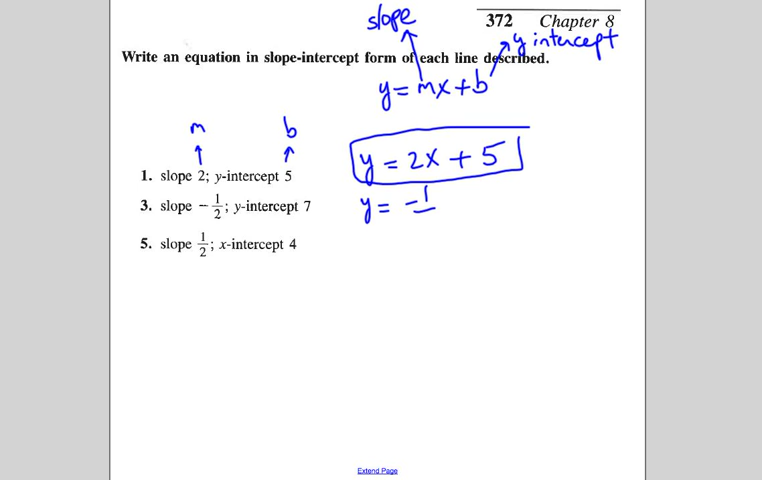 slope
372 Chapter 8
y intercept
Write an equation in slope-intercept form of each line described.
y = mx + b
m b
y = 2x + 5
1. slope 2; y-intercept 5
3. slope -1/2; y-intercept 7
y = -1
5. slope 1/2; x-intercept 4
Extend Page